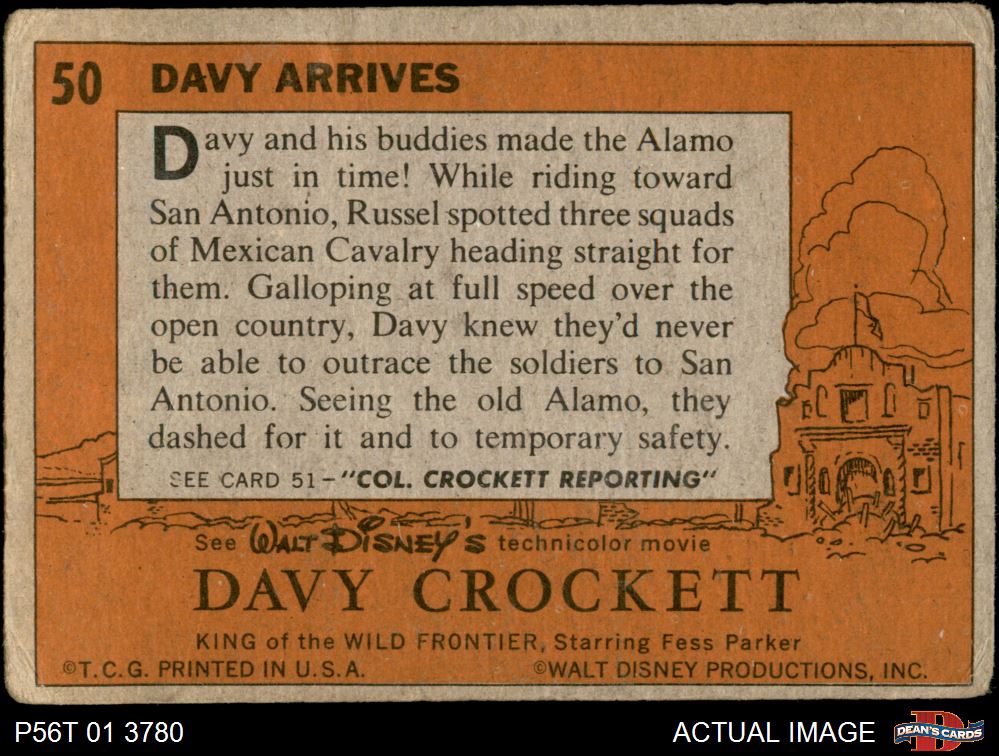 50 DAVY ARRIVES
Davy and his buddies made the Alamo
just in time! While riding toward
San Antonio, Russel spotted three squads
of Mexican Cavalry heading straight for
them. Galloping at full speed over the
open country, Davy knew they'd never
be able to outrace the soldiers to San
Antonio. Seeing the old Alamo, they
dashed for it and to temporary safety.
SEE CARD 51-"COL. CROCKETT REPORTING"
See WALT DISNEY'S technicolor movie
DAVY CROCKETT
KING of the WILD FRONTIER, Starring Fess Parker
©T.C.G. PRINTED IN U.S.A. ©WALT DISNEY PRODUCTIONS, INC.
P56T 01 3780 ACTUAL IMAGE DEAN'S CARDS